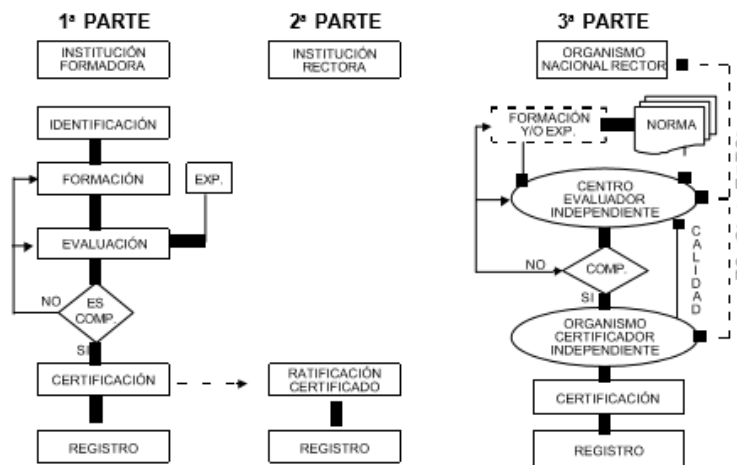 1ª PARTE
INSTITUCIÓN
FORMADORA
IDENTIFICACIÓN
FORMACIÓN
EXP.
EVALUACIÓN
NO
ES
COMP.
SI
CERTIFICACIÓN
REGISTRO
2ª PARTE
INSTITUCIÓN
RECTORA
RATIFICACIÓN
CERTIFICADO
REGISTRO
3ª PARTE
ORGANISMO
NACIONAL RECTOR
FORMACIÓN
Y/O EXP.
NORMA
CENTRO
EVALUADOR
INDEPENDIENTE
NO
COMP.
SI
CALIDAD
ORGANISMO
CERTIFICADOR
INDEPENDIENTE
CERTIFICACIÓN
REGISTRO